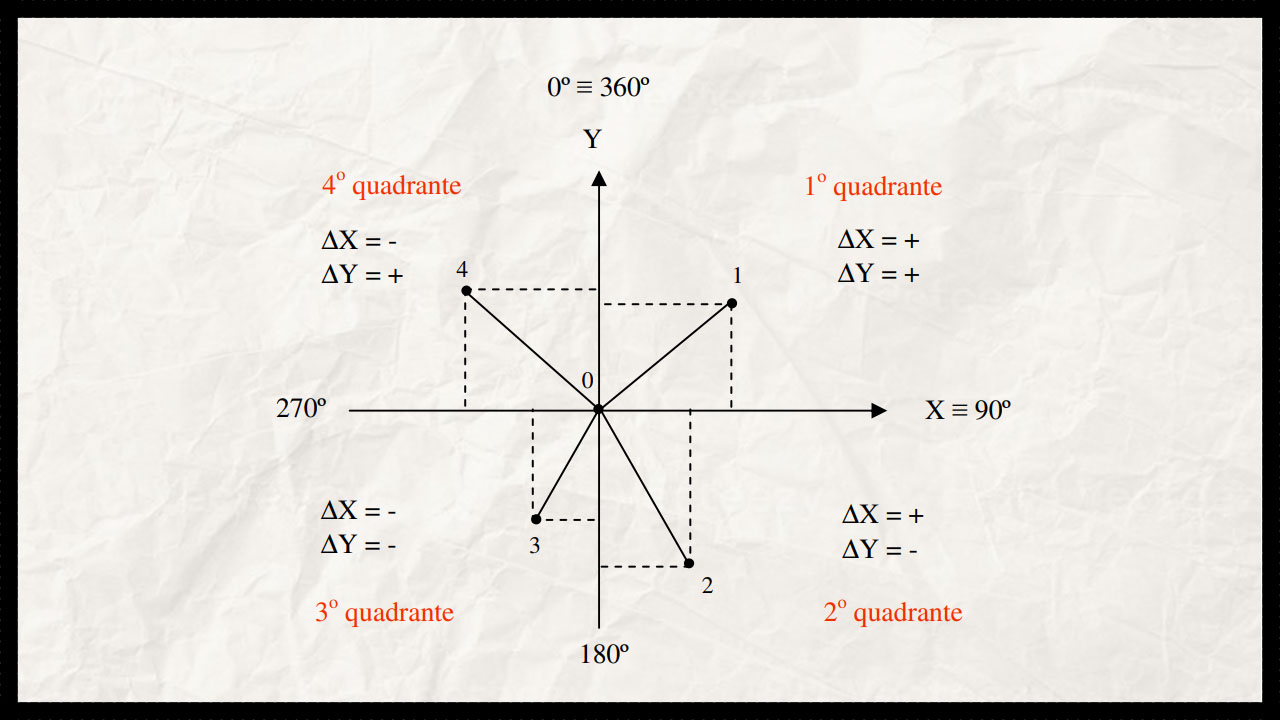 0º ≡ 360º
Y
4º quadrante
1º quadrante
ΔX = -
ΔY = +
ΔX = +
ΔY = +
4
1
0
270º
X ≡ 90º
ΔX = -
ΔY = -
ΔX = +
ΔY = -
3
2
3º quadrante
2º quadrante
180º